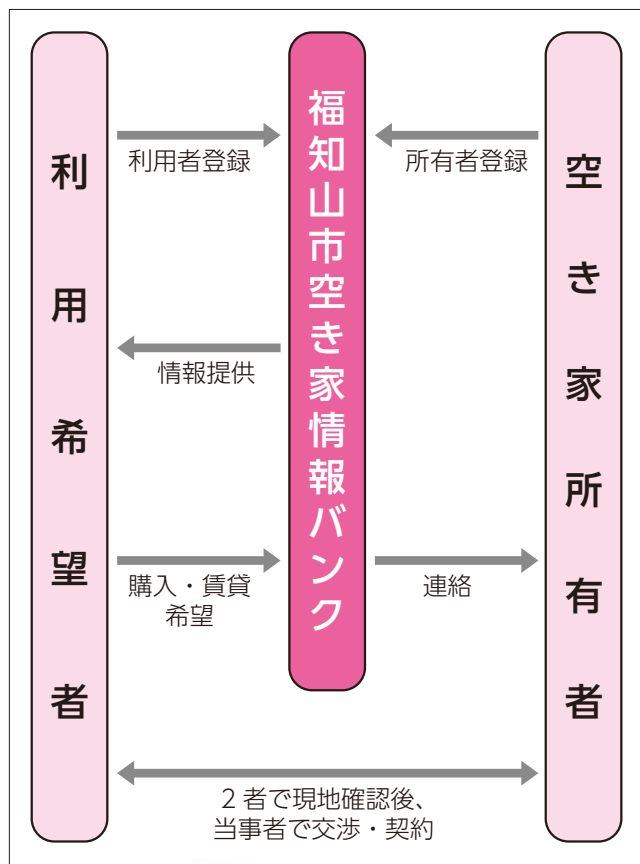 利用希望者
福知山市空き家情報バンク
空き家所有者
利用者登録
所有者登録
情報提供
購入・賃貸
希望
連絡
2者で現地確認後、
当事者で交渉・契約